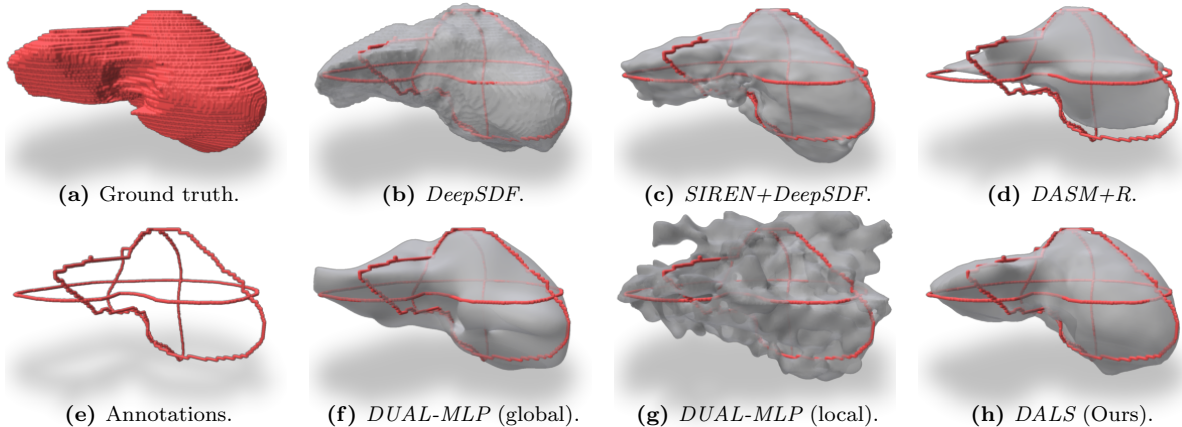 (a) Ground truth.
(b) DeepSDF.
(c) SIREN+DeepSDF.
(d) DASM+R.
(e) Annotations.
(f) DUAL-MLP (global).
(g) DUAL-MLP (local).
(h) DALS (Ours).